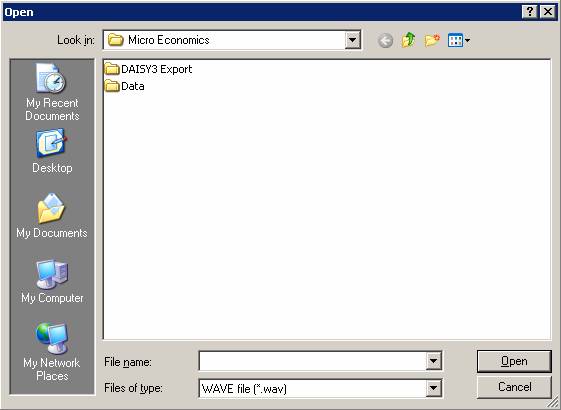 Open
Look in: Micro Economics
My Recent
Documents
Desktop
My Documents
My Computer
My Network
Places
DAISY3 Export
Data
File name:
Open
Files of type: WAVE file (*.wav)
Cancel